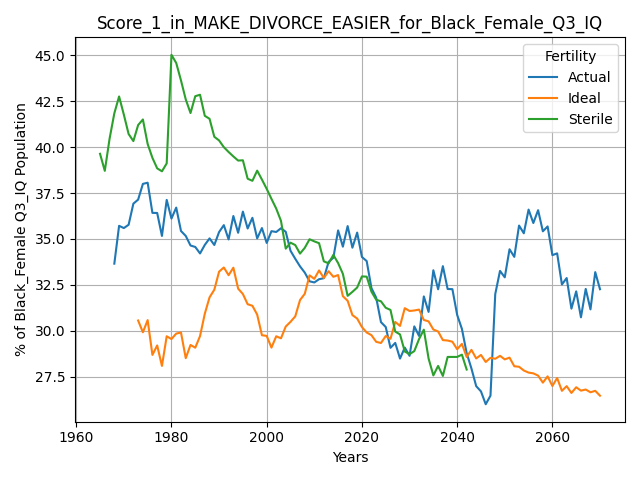 Score_1_in_MAKE_DIVORCE_EASIER_for_Black_Female_Q3_IQ
Fertility
Actual
Ideal
Sterile
% of Black_Female Q3_IQ Population
45.0
42.5
40.0
37.5
35.0
32.5
30.0
27.5
1960
1980
2000
2020
2040
2060
Years